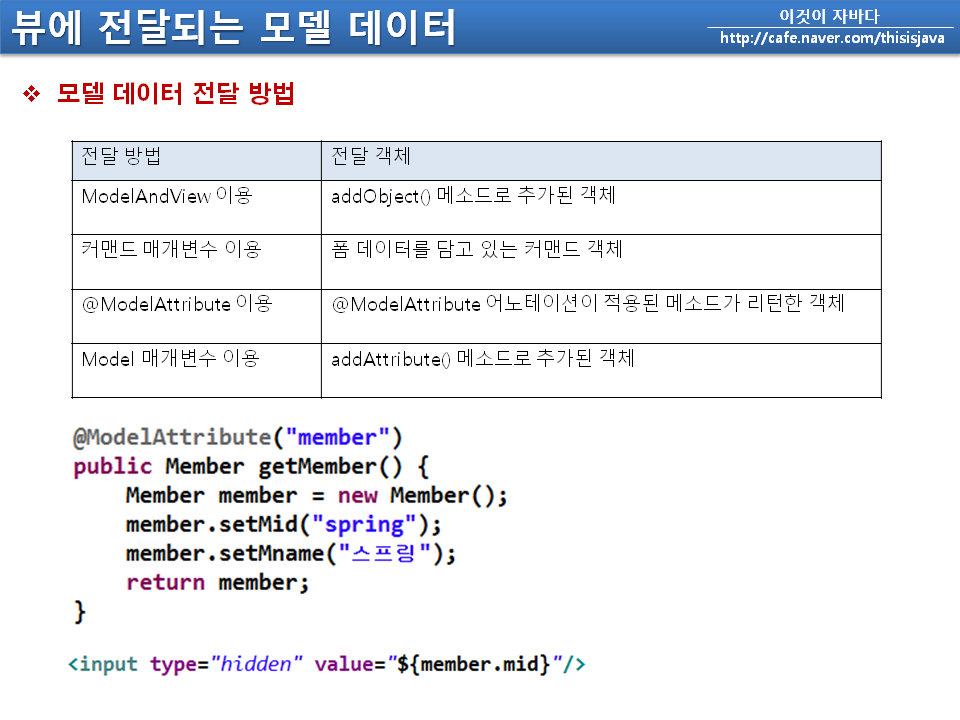 뷰에 전달되는 모델 데이터
이것이 자바다
http://cafe.naver.com/thisisjava
❖ 모델 데이터 전달 방법
전달 방법 전달 객체
ModelAndView 이용 addObject() 메소드로 추가된 객체
커맨드 매개변수 이용 폼 데이터를 담고 있는 커맨드 객체
@ModelAttribute 이용 @ModelAttribute 어노테이션이 적용된 메소드가 리턴한 객체
Model 매개변수 이용 addAttribute() 메소드로 추가된 객체
@ModelAttribute("member")
public Member getMember() {
    Member member = new Member();
    member.setMid("spring");
    member.setMname("스프링");
    return member;
}
<input type="hidden" value="${member.mid}"/>